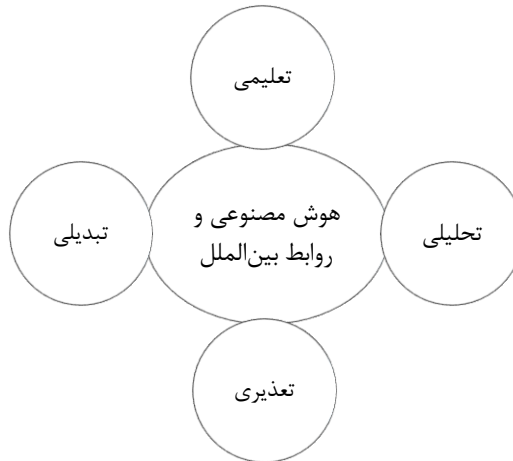 تعلیمی
هوش مصنوعی و
روابط بین‌الملل
تحلیلی
تبدیلی
تعذیری